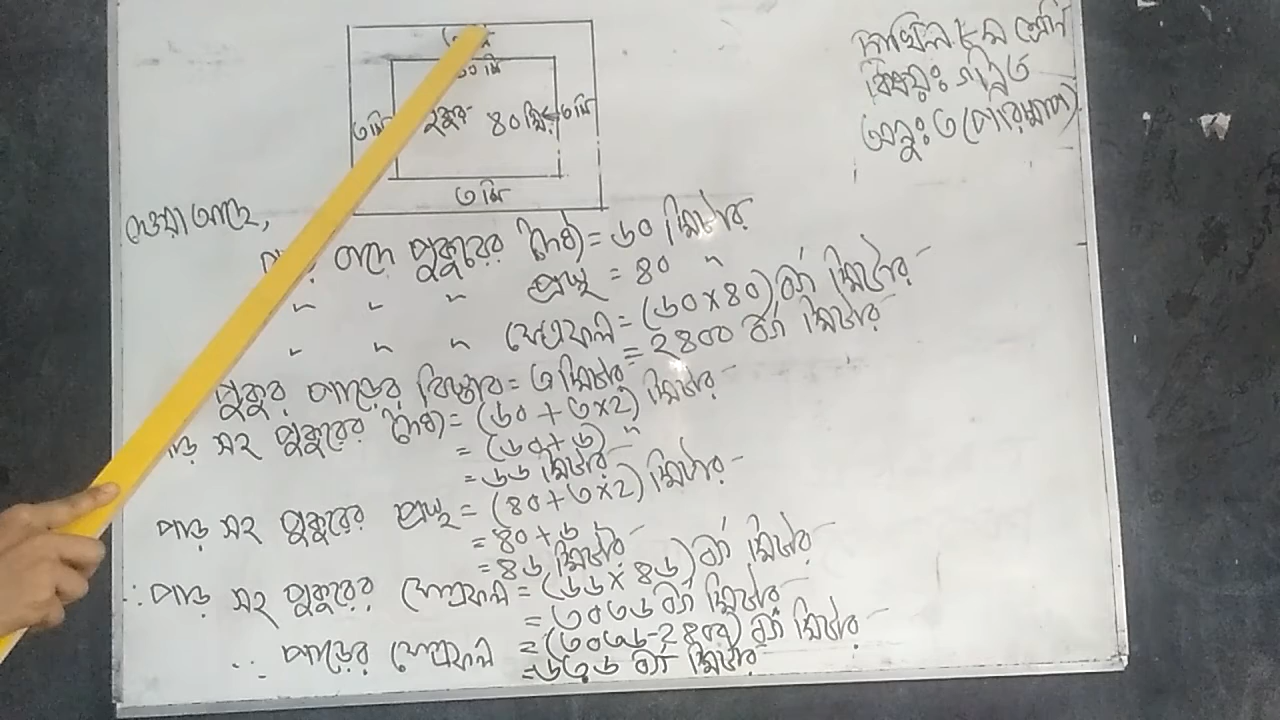 দাখিল ৮ম শ্রেণি
বিষয়ঃ গণিত
অনুঃ ৩ (পরিমাপ)
৬০ মি
৩ মি
পুকুর
৪০ মিঃ
৩ মি
৩ মি
দেওয়া আছে,
বাদে পুকুরের দৈর্ঘ্য = ৬০ মিটার
" " " প্রস্থ = ৪০ "
" " " ক্ষেত্রফল = (৬০×৪০) বর্গ মিটার
= ২৪০০ বর্গ মিটার
পুকুর পাড়ের বিস্তার = ৩ মিটার
পাড় সহ পুকুরের দৈর্ঘ্য = (৬০ + ৩×২) মিটার
= (৬০+৬) "
= ৬৬ মিটার
পাড় সহ পুকুরের প্রস্থ = (৪০+৩×২) মিটার
= ৪০+৬
= ৪৬ মিটার
∴ পাড় সহ পুকুরের ক্ষেত্রফল = (৬৬×৪৬) বর্গ মিটার
= ৩০৩৬ বর্গ মিটার
∴ পাড়ের ক্ষেত্রফল = (৩০৩৬-২৪০০) বর্গ মিটার
= ৬৩৬ বর্গ মিটার